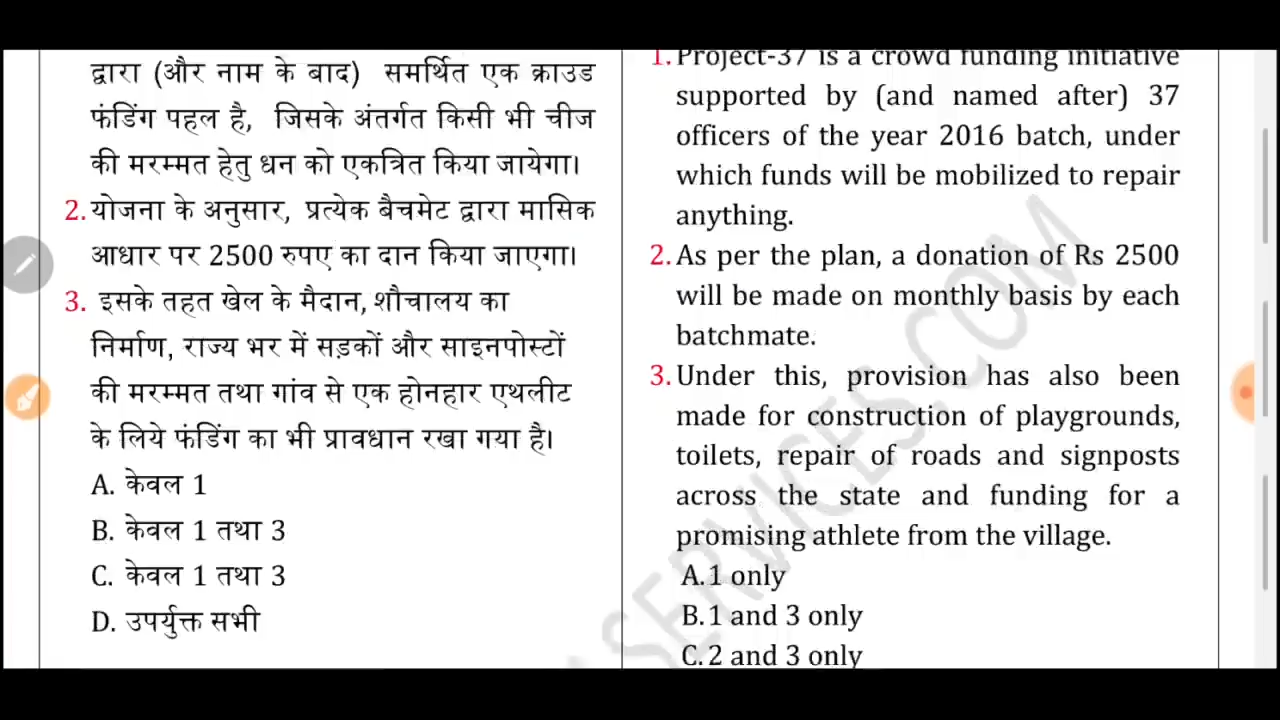 द्वारा (और नाम के बाद) समर्थित एक क्राउड
फंडिंग पहल है, जिसके अंतर्गत किसी भी चीज
की मरम्मत हेतु धन को एकत्रित किया जायेगा।
2. योजना के अनुसार, प्रत्येक बैचमेट द्वारा मासिक
आधार पर 2500 रुपए का दान किया जाएगा।
3. इसके तहत खेल के मैदान, शौचालय का
निर्माण, राज्य भर में सड़कों और साइनपोस्टों
की मरम्मत तथा गांव से एक होनहार एथलीट
के लिये फंडिंग का भी प्रावधान रखा गया है।
A. केवल 1
B. केवल 1 तथा 3
C. केवल 1 तथा 3
D. उपर्युक्त सभी
1. Project-37 is a crowd funding initiative
supported by (and named after) 37
officers of the year 2016 batch, under
which funds will be mobilized to repair
anything.
2. As per the plan, a donation of Rs 2500
will be made on monthly basis by each
batchmate.
3. Under this, provision has also been
made for construction of playgrounds,
toilets, repair of roads and signposts
across the state and funding for a
promising athlete from the village.
A. 1 only
B. 1 and 3 only
C. 2 and 3 only
SERVICES.COM